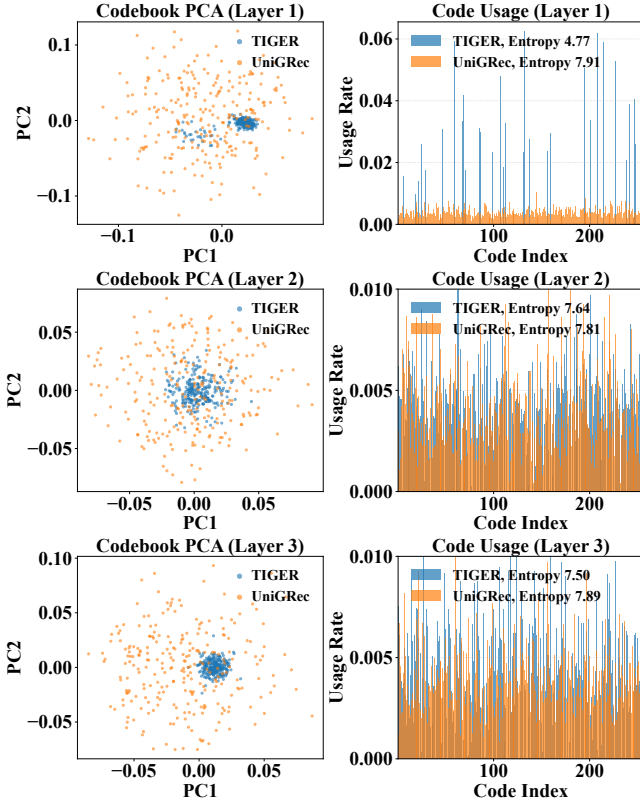 Codebook PCA (Layer 1)
0.1
0.0
−0.1
PC2
TIGER
UniGRec
−0.1
0.0
PC1
Code Usage (Layer 1)
0.06
0.04
0.02
0.00
Usage Rate
TIGER, Entropy 4.77
UniGRec, Entropy 7.91
100
200
Code Index
Codebook PCA (Layer 2)
0.05
0.00
−0.05
PC2
TIGER
UniGRec
−0.05
0.00
0.05
PC1
Code Usage (Layer 2)
0.010
0.005
0.000
Usage Rate
TIGER, Entropy 7.64
UniGRec, Entropy 7.81
100
200
Code Index
Codebook PCA (Layer 3)
0.10
0.05
0.00
−0.05
PC2
TIGER
UniGRec
−0.05
0.00
0.05
PC1
Code Usage (Layer 3)
0.010
0.005
0.000
Usage Rate
TIGER, Entropy 7.50
UniGRec, Entropy 7.89
100
200
Code Index